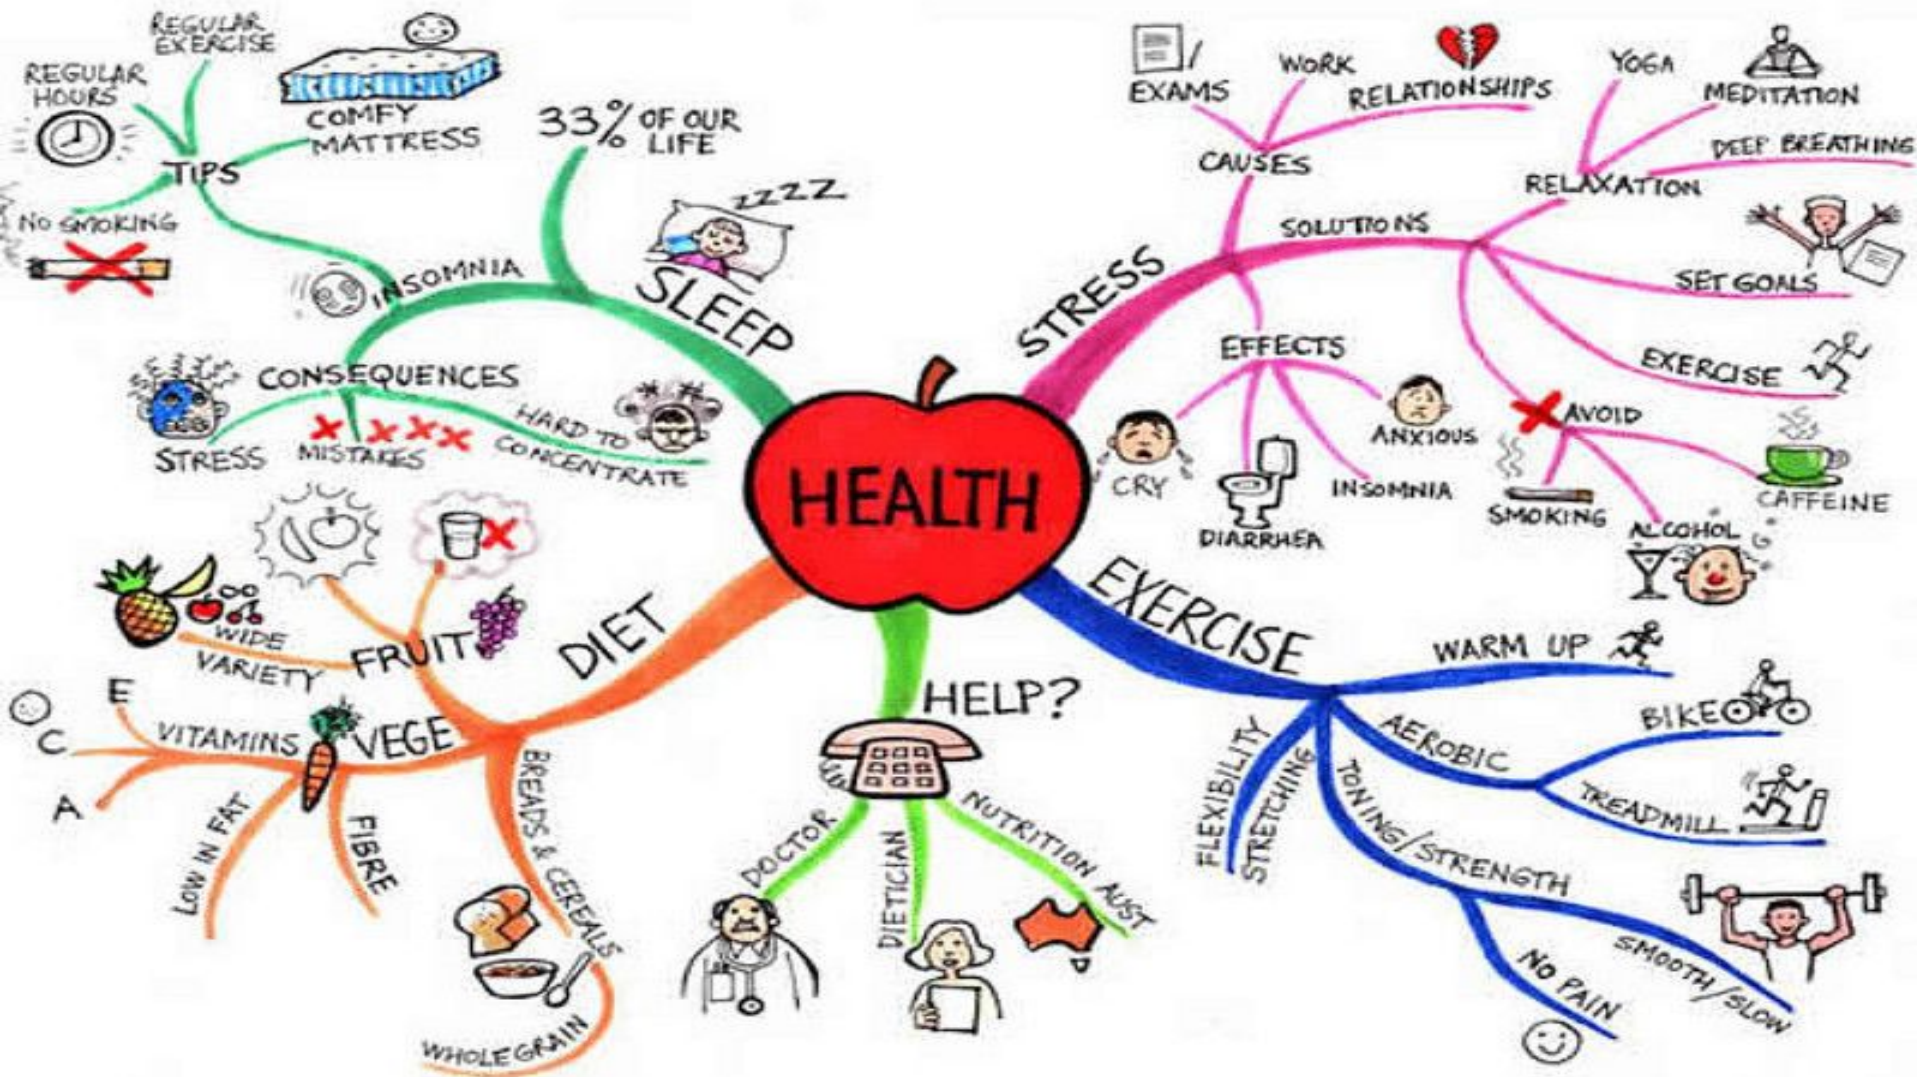 HEALTH
SLEEP
ZZZZ
33% OF OUR
LIFE
INSOMNIA
TIPS
REGULAR
HOURS
REGULAR
EXERCISE
COMFY
MATTRESS
NO SMOKING
CONSEQUENCES
STRESS
MISTAKES
HARD TO
CONCENTRATE
STRESS
CAUSES
EXAMS
WORK
RELATIONSHIPS
SOLUTIONS
RELAXATION
YOGA
MEDITATION
DEEP BREATHING
SET GOALS
EXERCISE
AVOID
SMOKING
ALCOHOL
CAFFEINE
EFFECTS
CRY
DIARRHEA
INSOMNIA
ANXIOUS
EXERCISE
WARM UP
AEROBIC
BIKE
TREADMILL
TONING/STRENGTH
SMOOTH/SLOW
NO PAIN
FLEXIBILITY
STRETCHING
HELP?
DOCTOR
DIETICIAN
NUTRITION AUST
DIET
FRUIT
WIDE
VARIETY
VEGE
VITAMINS
E
C
A
LOW IN FAT
FIBRE
BREADS & CEREALS
WHOLEGRAIN